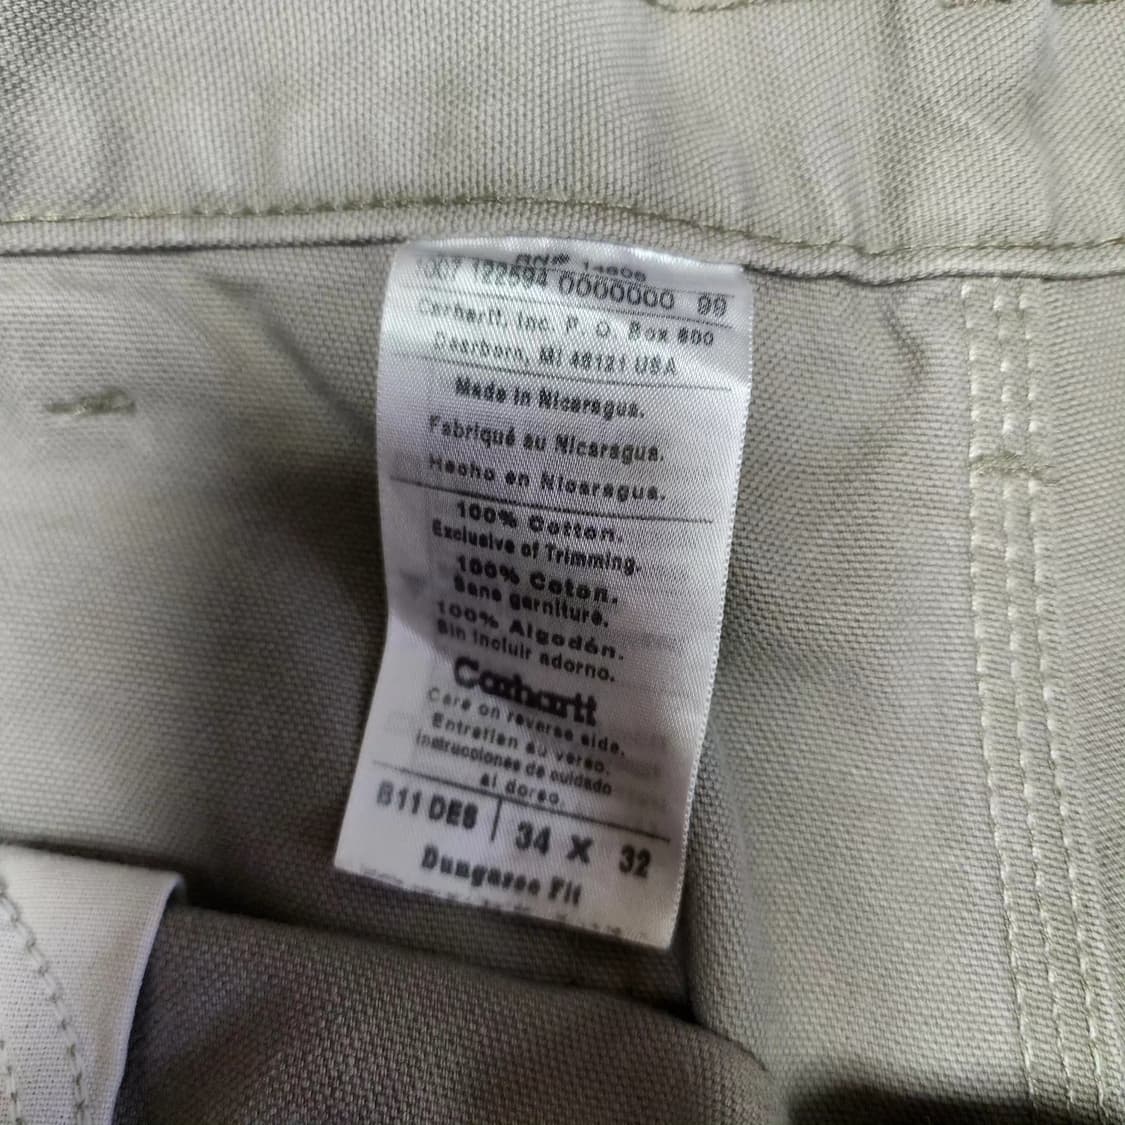 RN# 14806
122594 0000000 99
Carhartt, Inc. P. O. Box 600
Dearborn, MI 48121 USA
Made in Nicaragua.
Fabriqué au Nicaragua.
Hecho en Nicaragua.
100% Cotton.
Exclusive of Trimming.
100% Coton.
Sans garniture.
100% Algodón.
Sin incluir adorno.
Carhartt
Care on reverse side.
Entretien au verso.
Instrucciones de cuidado
al dorso.
B11 DES | 34 X 32
Dungaree Fit